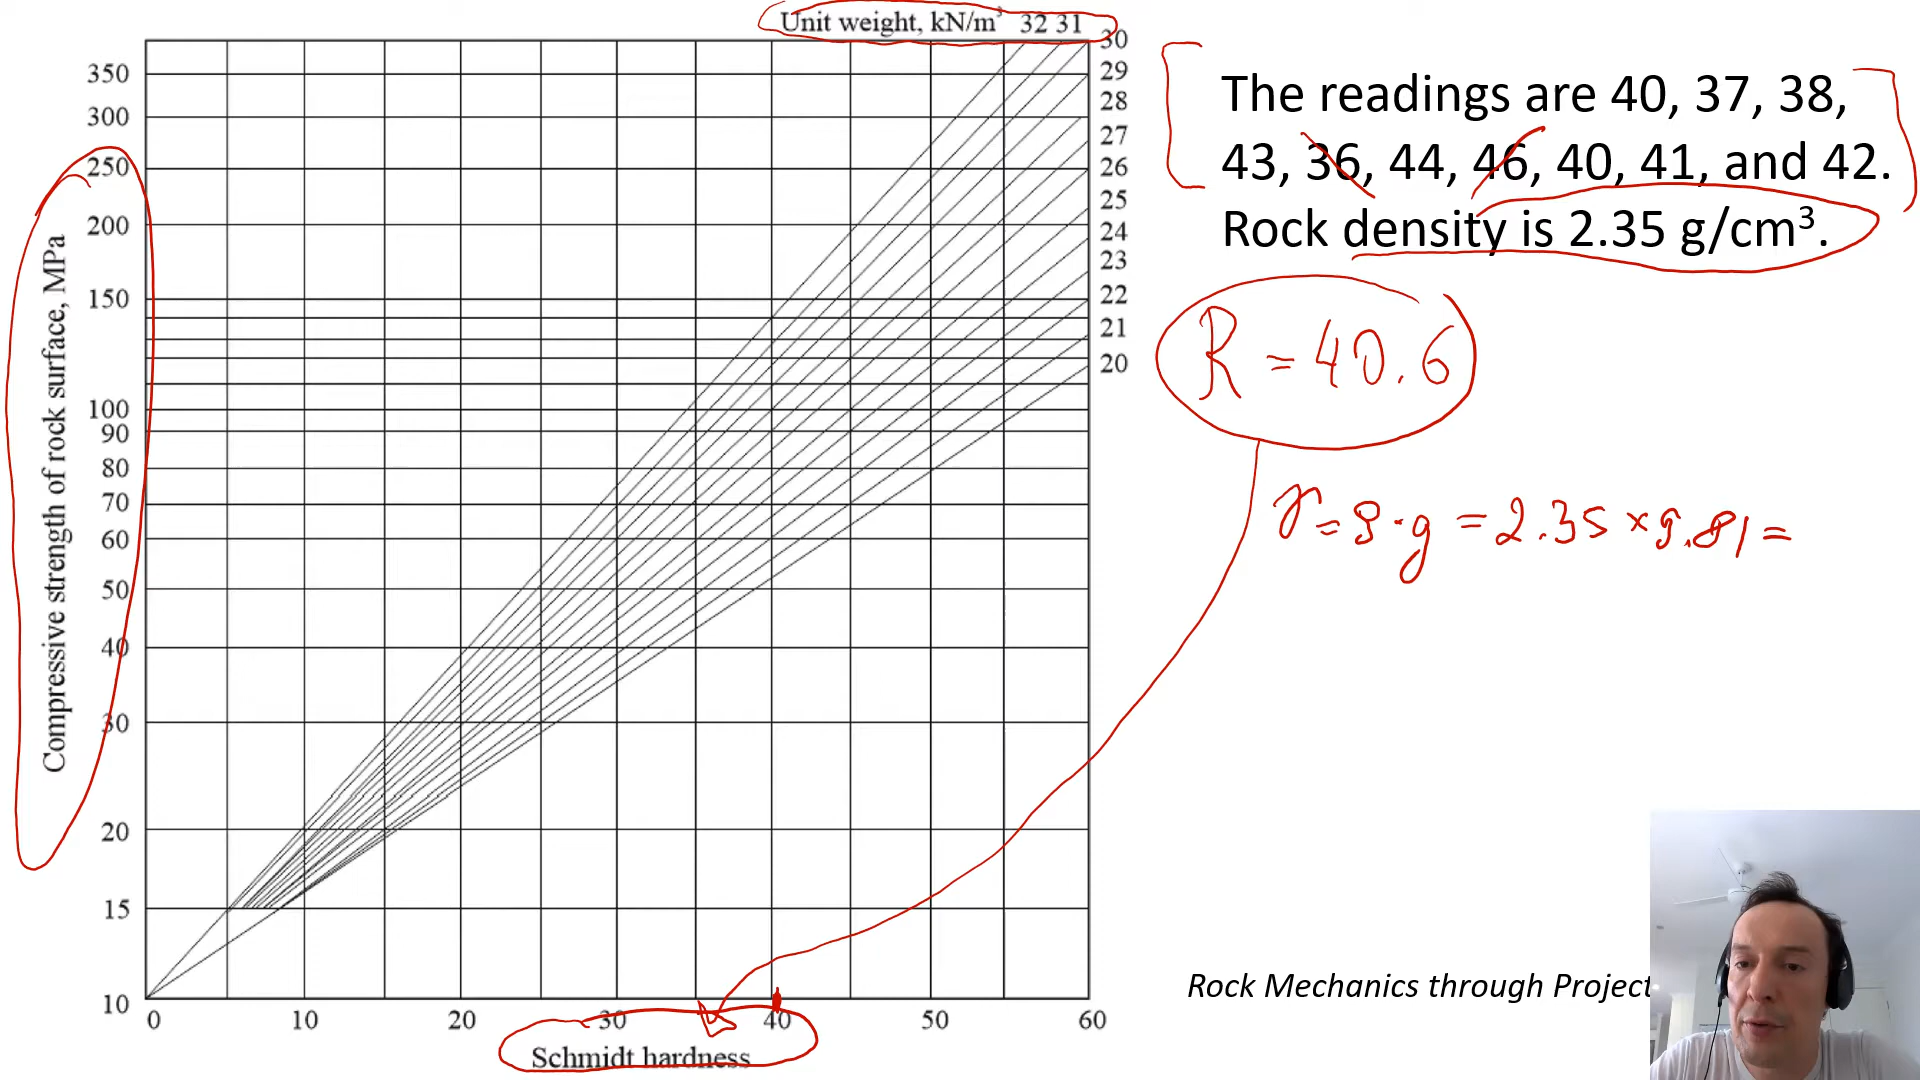 Unit weight, kN/m³ 32 31
30
29
28
27
26
25
24
23
22
21
20
350
300
250
200
150
100
90
80
70
60
50
40
30
20
15
10
Compressive strength of rock surface, MPa
0 10 20 30 40 50 60
Schmidt hardness
The readings are 40, 37, 38,
43, 36, 44, 46, 40, 41, and 42.
Rock density is 2.35 g/cm³.
R = 40.6
γ = ρ · g = 2.35 × 9.81 =
Rock Mechanics through Project